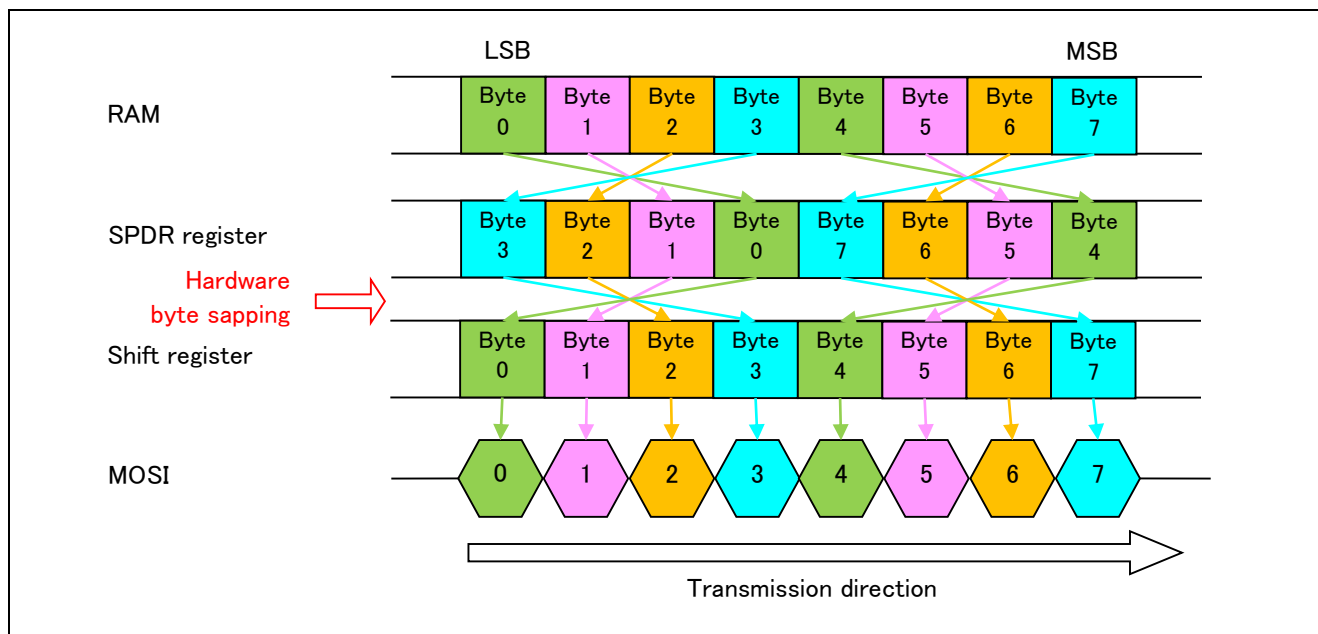 LSB MSB
RAM
Byte Byte Byte Byte Byte Byte Byte Byte
0 1 2 3 4 5 6 7
SPDR register
Byte Byte Byte Byte Byte Byte Byte Byte
3 2 1 0 7 6 5 4
Hardware
byte sapping
Shift register
Byte Byte Byte Byte Byte Byte Byte Byte
0 1 2 3 4 5 6 7
MOSI
0 1 2 3 4 5 6 7
Transmission direction